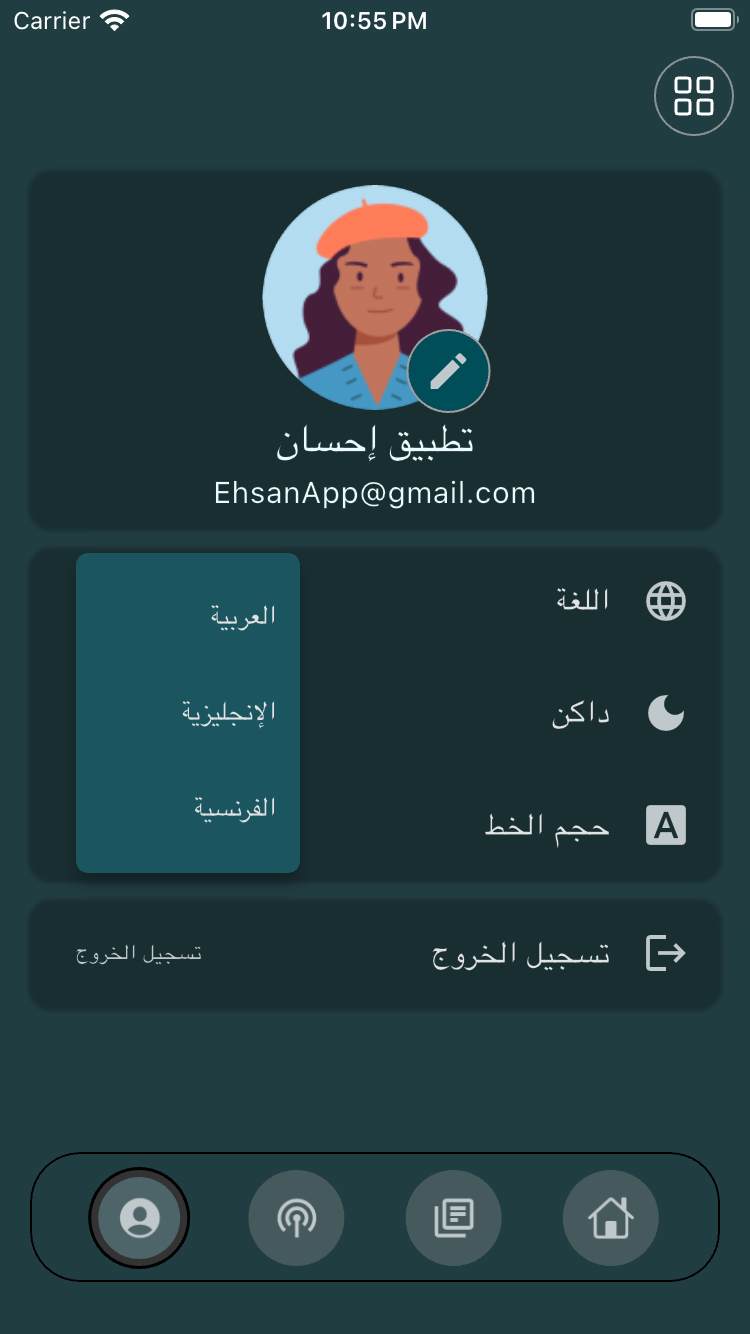 Carrier 10:55 PM
تطبيق إحسان
EhsanApp@gmail.com
اللغة
العربية
داكن
الإنجليزية
حجم الخط
A
الفرنسية
تسجيل الخروج تسجيل الخروج